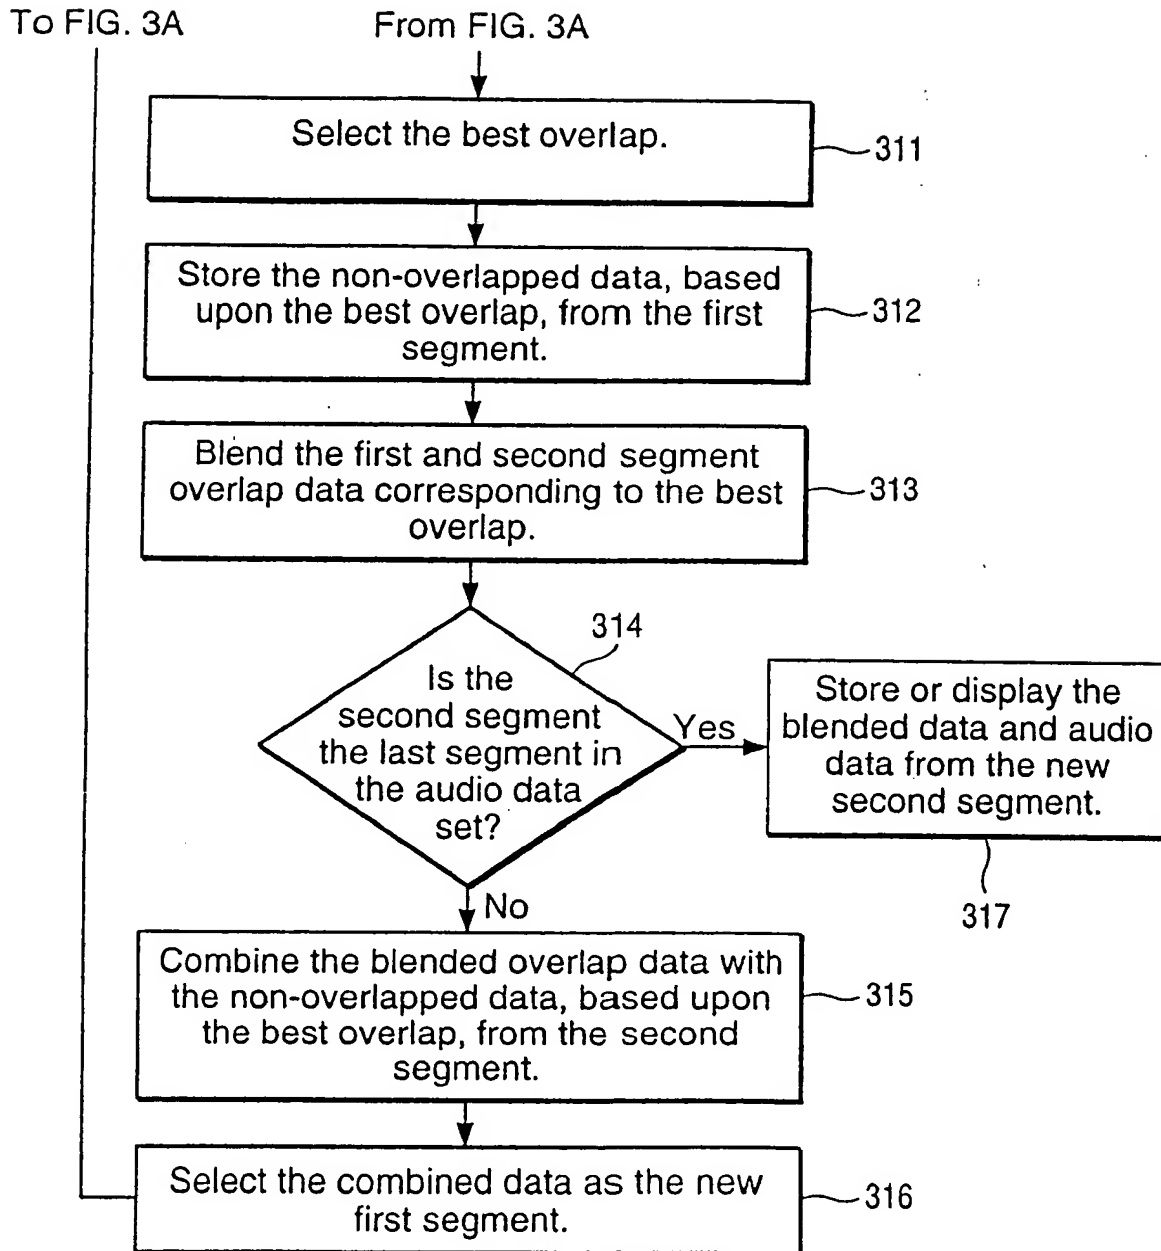 To FIG. 3A
From FIG. 3A
Select the best overlap.
311
Store the non-overlapped data, based
upon the best overlap, from the first
segment.
312
Blend the first and second segment
overlap data corresponding to the best
overlap.
313
314
Is the
second segment
the last segment in
the audio data
set?
Yes
Store or display the
blended data and audio
data from the new
second segment.
317
No
Combine the blended overlap data with
the non-overlapped data, based upon
the best overlap, from the second
segment.
315
Select the combined data as the new
first segment.
316